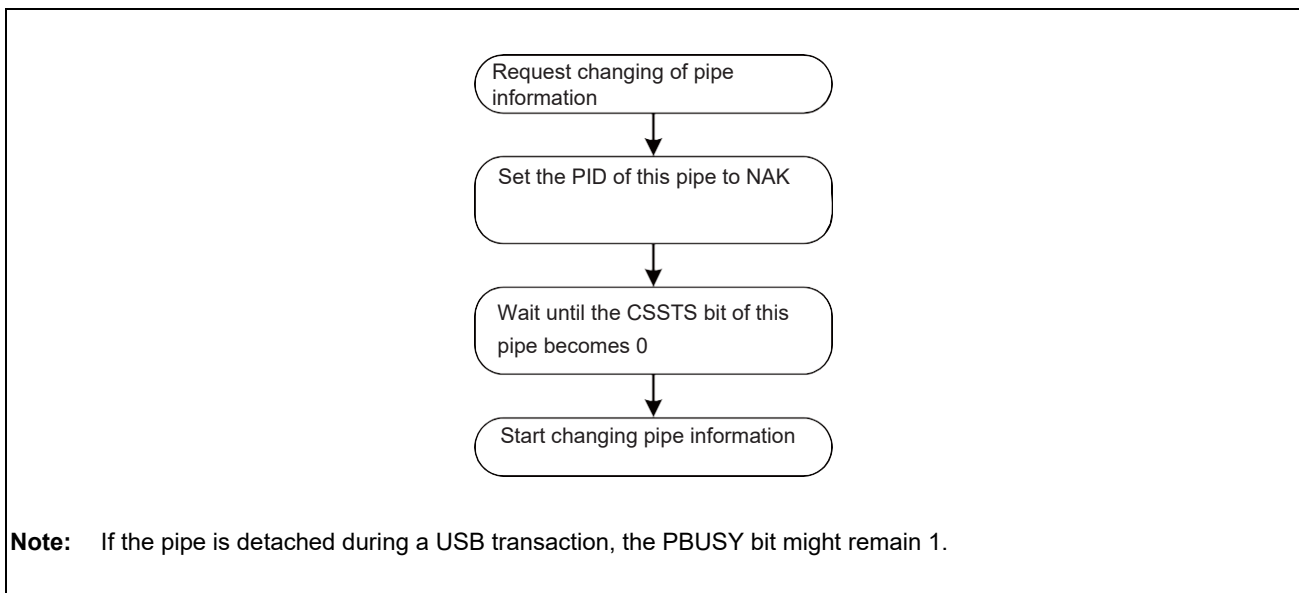 Request changing of pipe
information
Set the PID of this pipe to NAK
Wait until the CSSTS bit of this
pipe becomes 0
Start changing pipe information
Note: If the pipe is detached during a USB transaction, the PBUSY bit might remain 1.